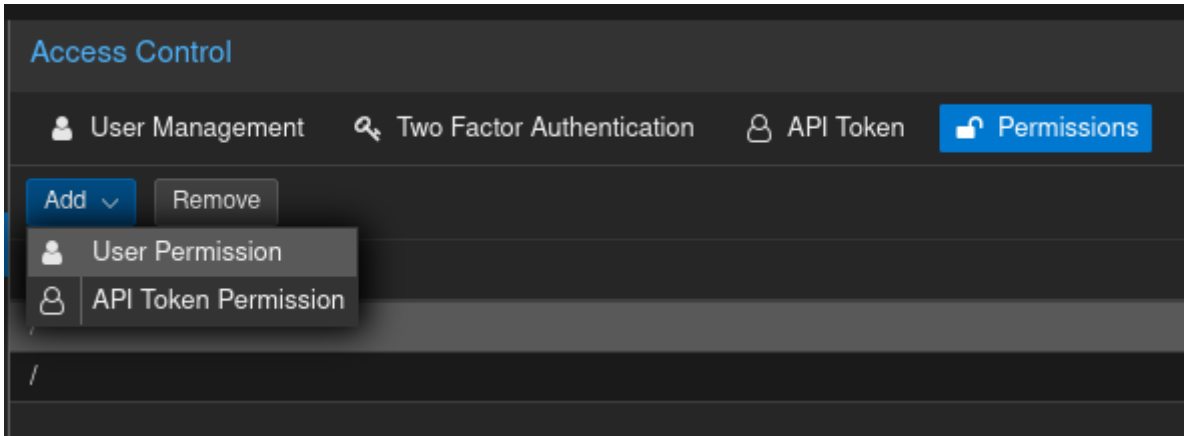 Access Control
User Management Two Factor Authentication API Token Permissions
Add Remove
User Permission
API Token Permission
/
/